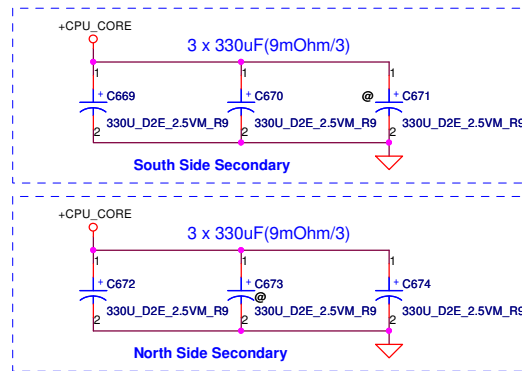 +CPU_CORE
3 x 330uF(9mOhm/3)
1 1 1
+ C669 + C670 @ + C671
330U_D2E_2.5VM_R9 330U_D2E_2.5VM_R9 330U_D2E_2.5VM_R9
2 2 2
South Side Secondary
+CPU_CORE
3 x 330uF(9mOhm/3)
1 1 1
+ C672 + C673 + C674
@
330U_D2E_2.5VM_R9 330U_D2E_2.5VM_R9 330U_D2E_2.5VM_R9
2 2 2
North Side Secondary